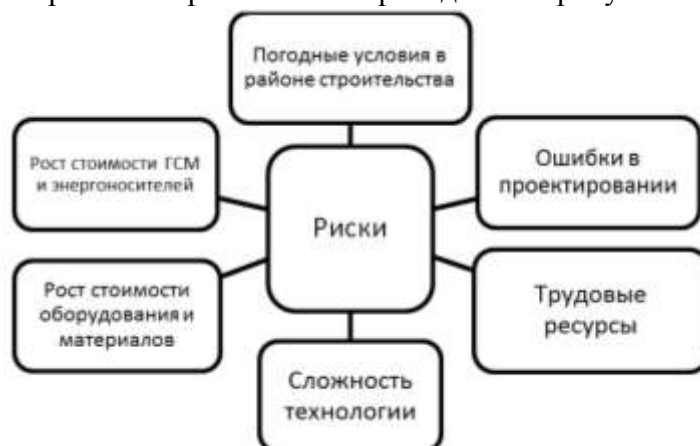 Погодные условия в
районе строительства
Рост стоимости ГСМ
и энергоносителей
Ошибки в
проектировании
Риски
Рост стоимости
оборудования и
материалов
Трудовые
ресурсы
Сложность
технологии